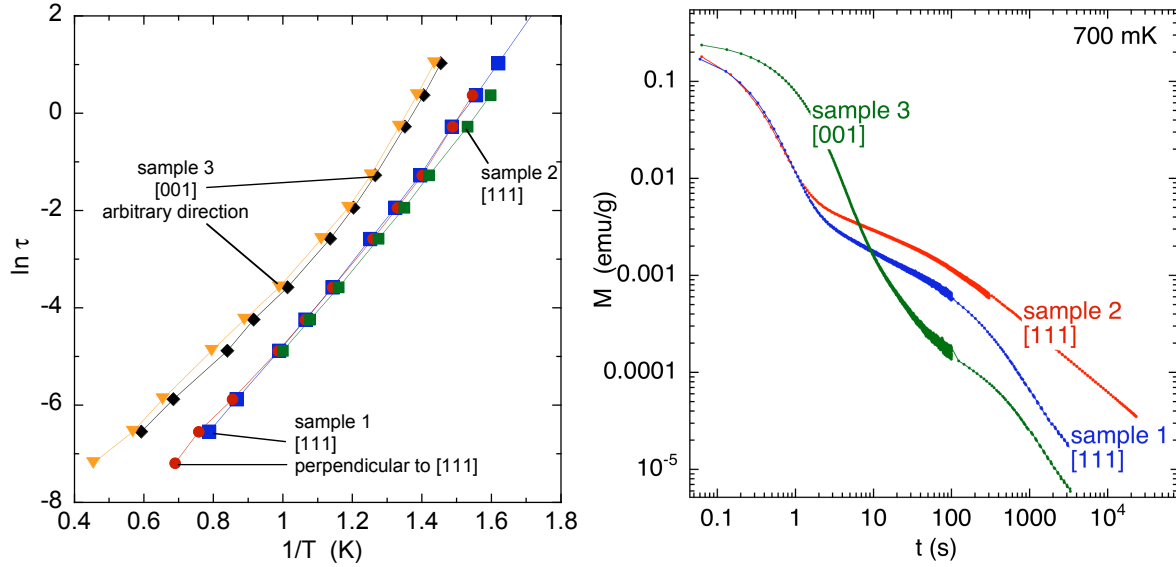 2
0
-2
-4
-6
-8
0.4
0.6
0.8
1
1.2
1.4
1.6
1.8
ln τ
1/T (K)
sample 3
[001]
arbitrary direction
sample 2
[111]
sample 1
[111]
perpendicular to [111]
700 mK
0.1
0.01
0.001
0.0001
10⁻⁵
0.1
1
10
100
1000
10⁴
M (emu/g)
t (s)
sample 3
[001]
sample 2
[111]
sample 1
[111]